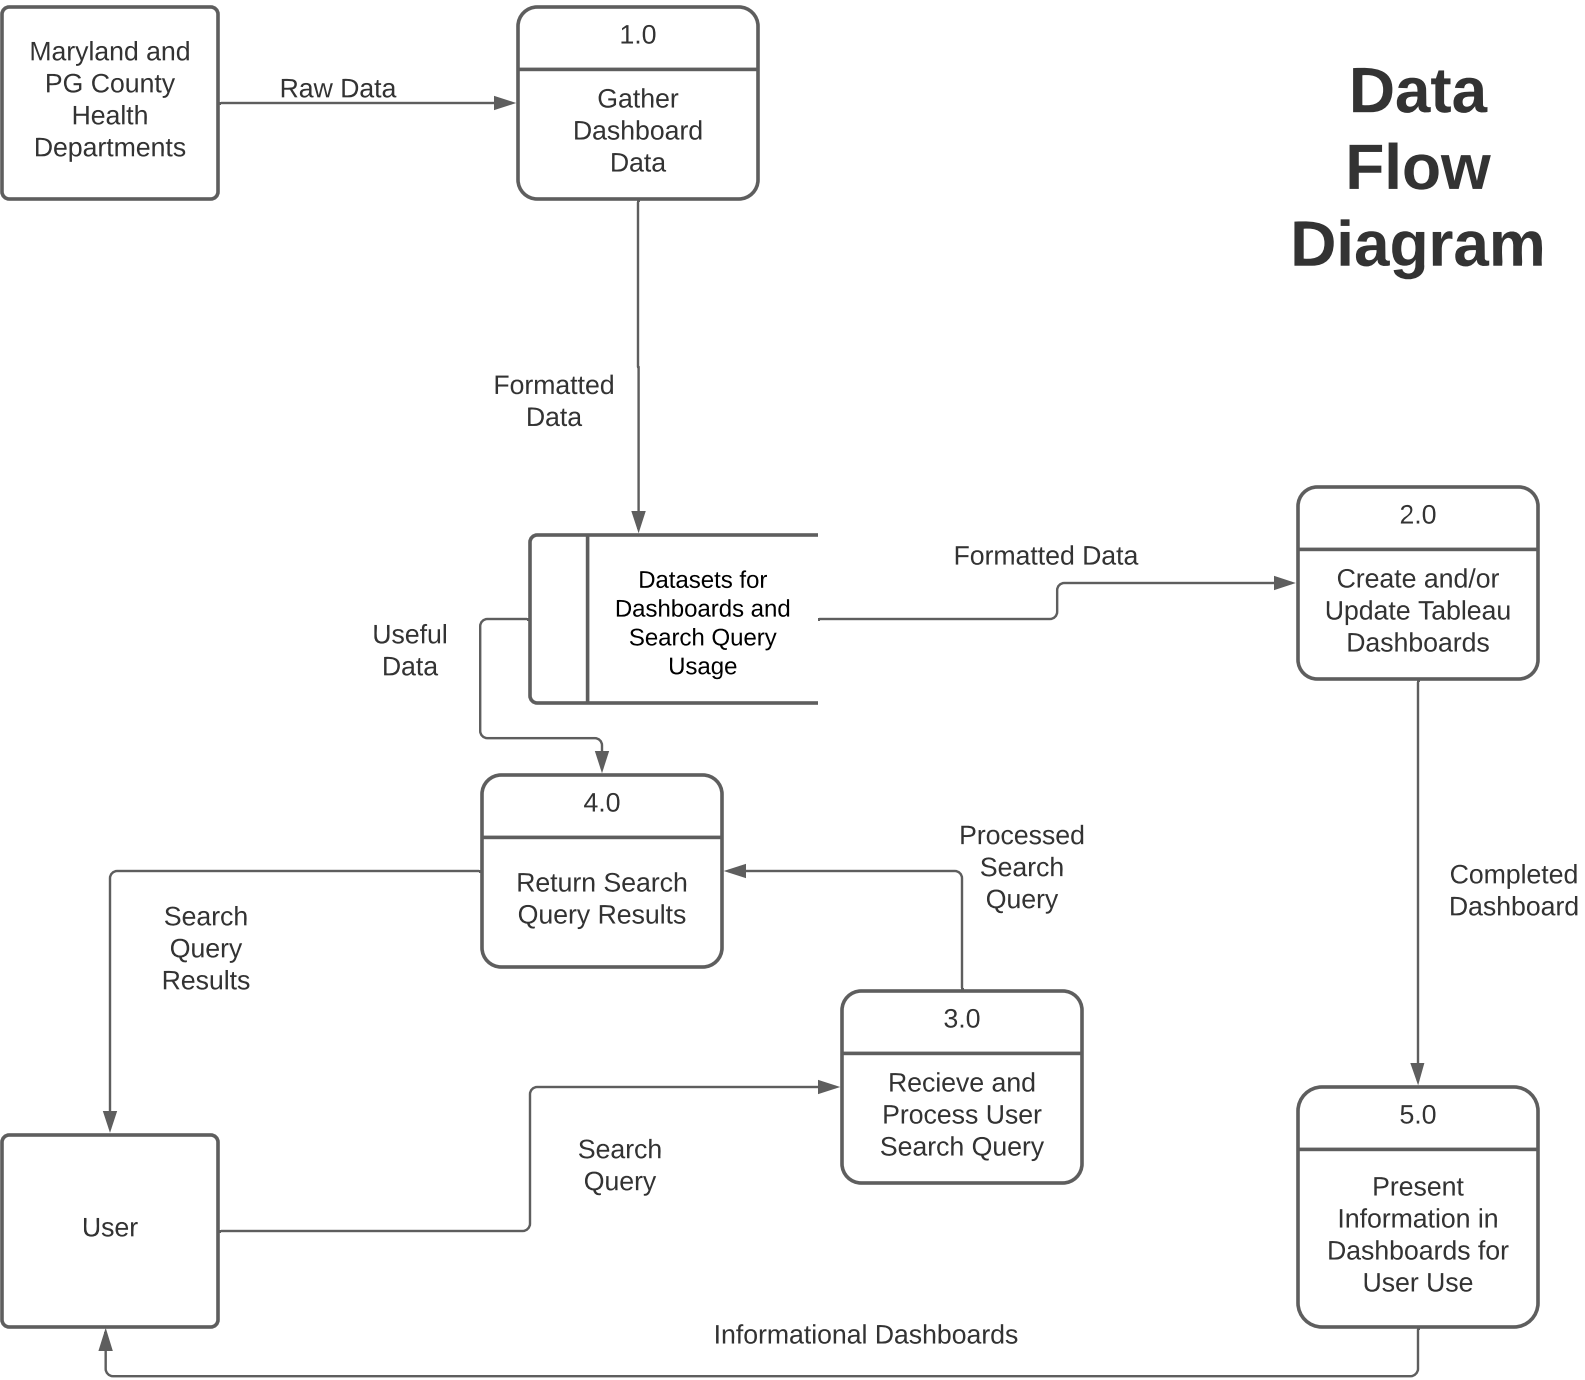 Maryland and
PG County
Health
Departments
Raw Data
1.0
Gather
Dashboard
Data
Data
Flow
Diagram
Formatted
Data
Datasets for
Dashboards and
Search Query
Usage
Formatted Data
2.0
Create and/or
Update Tableau
Dashboards
Useful
Data
4.0
Return Search
Query Results
Processed
Search
Query
Completed
Dashboard
Search
Query
Results
3.0
Recieve and
Process User
Search Query
Search
Query
User
5.0
Present
Information in
Dashboards for
User Use
Informational Dashboards